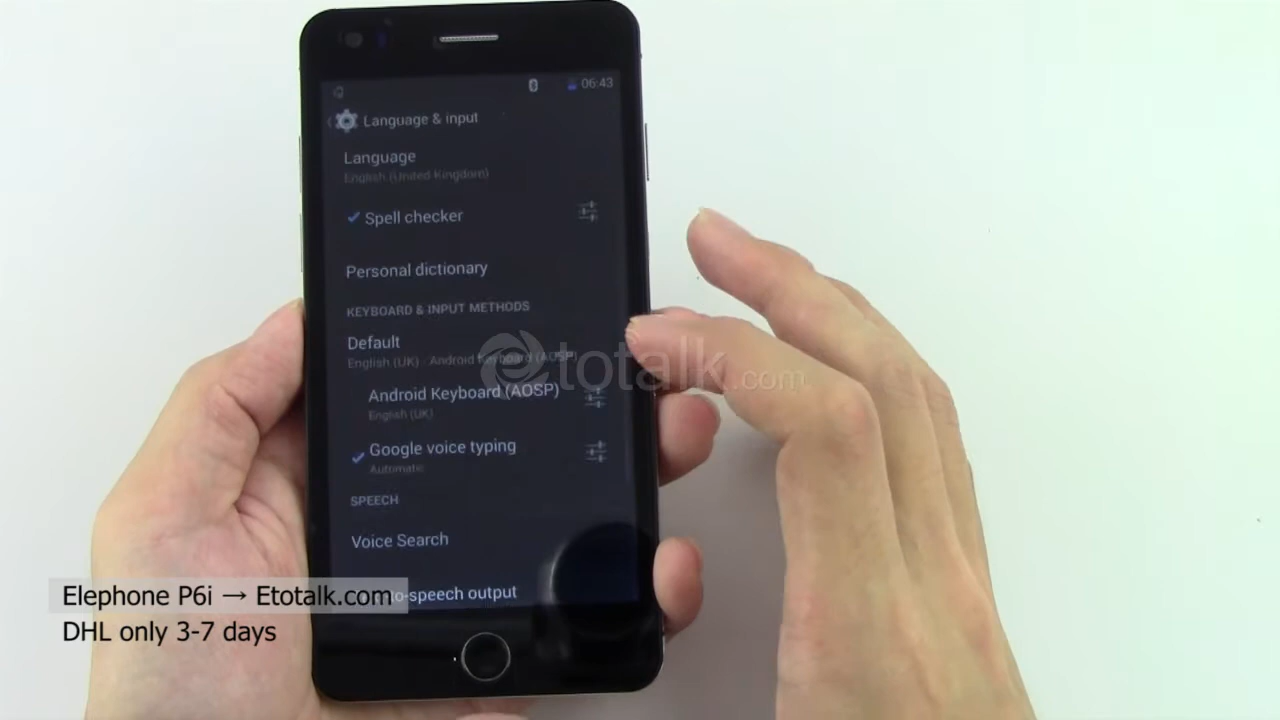 06:43
Language & input
Language
English (United Kingdom)
Spell checker
Personal dictionary
KEYBOARD & INPUT METHODS
Default
English (UK) - Android Keyboard (AOSP)
etotalk.com
Android Keyboard (AOSP)
English (UK)
Google voice typing
Automatic
SPEECH
Voice Search
-speech output
Elephone P6i → Etotalk.com
DHL only 3-7 days